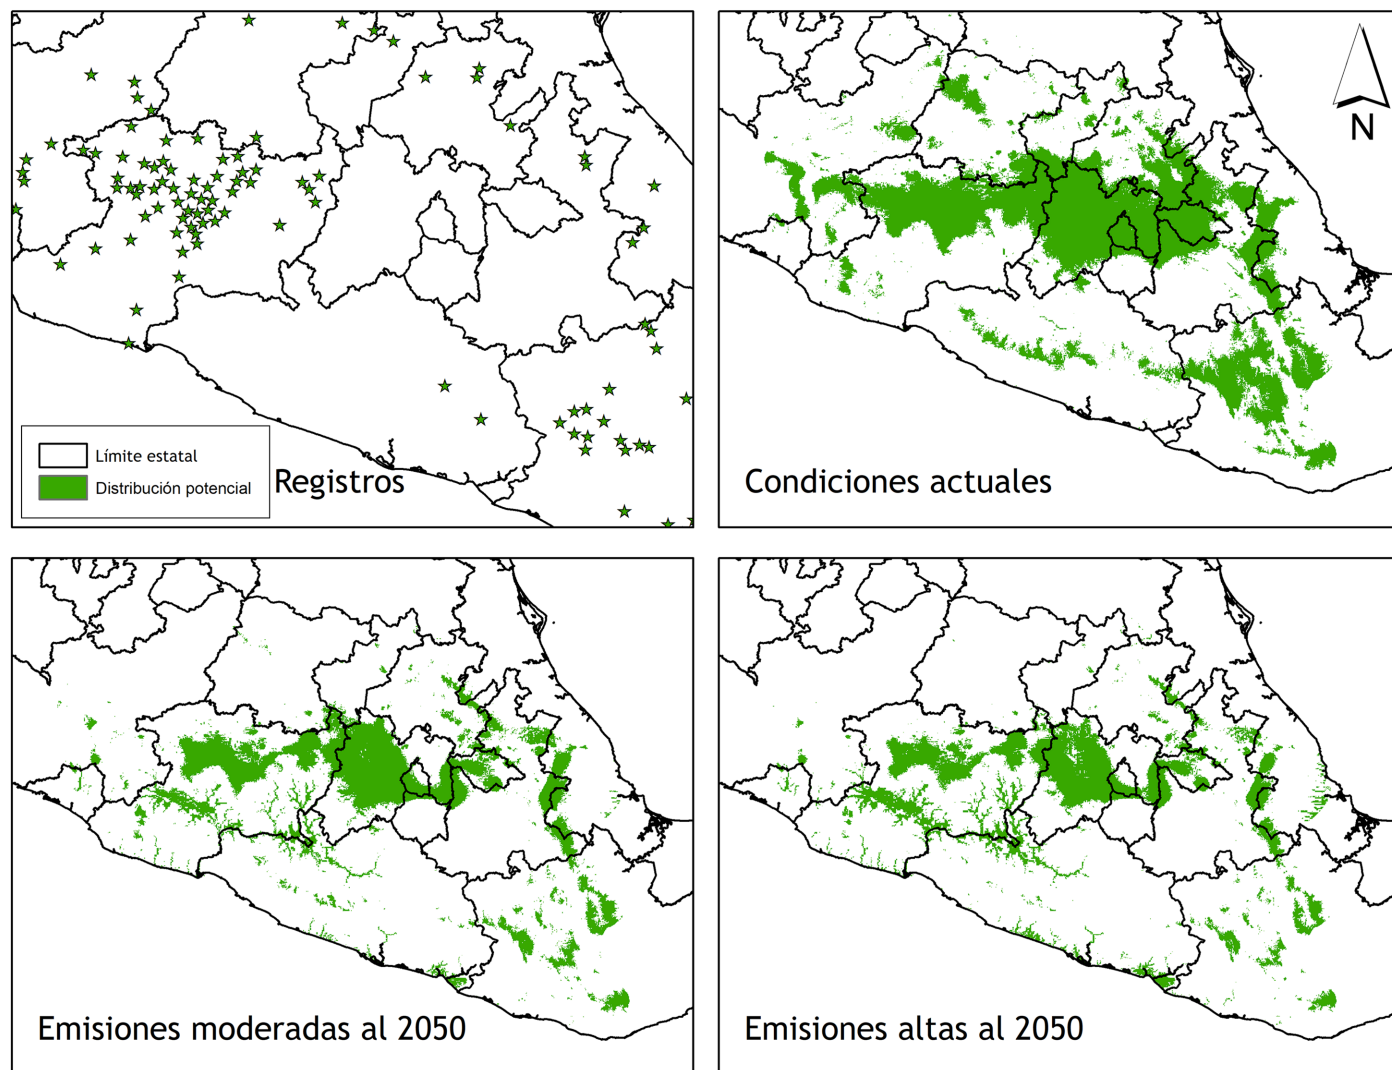 N
Límite estatal
Distribución potencial
Registros
Condiciones actuales
Emisiones moderadas al 2050
Emisiones altas al 2050